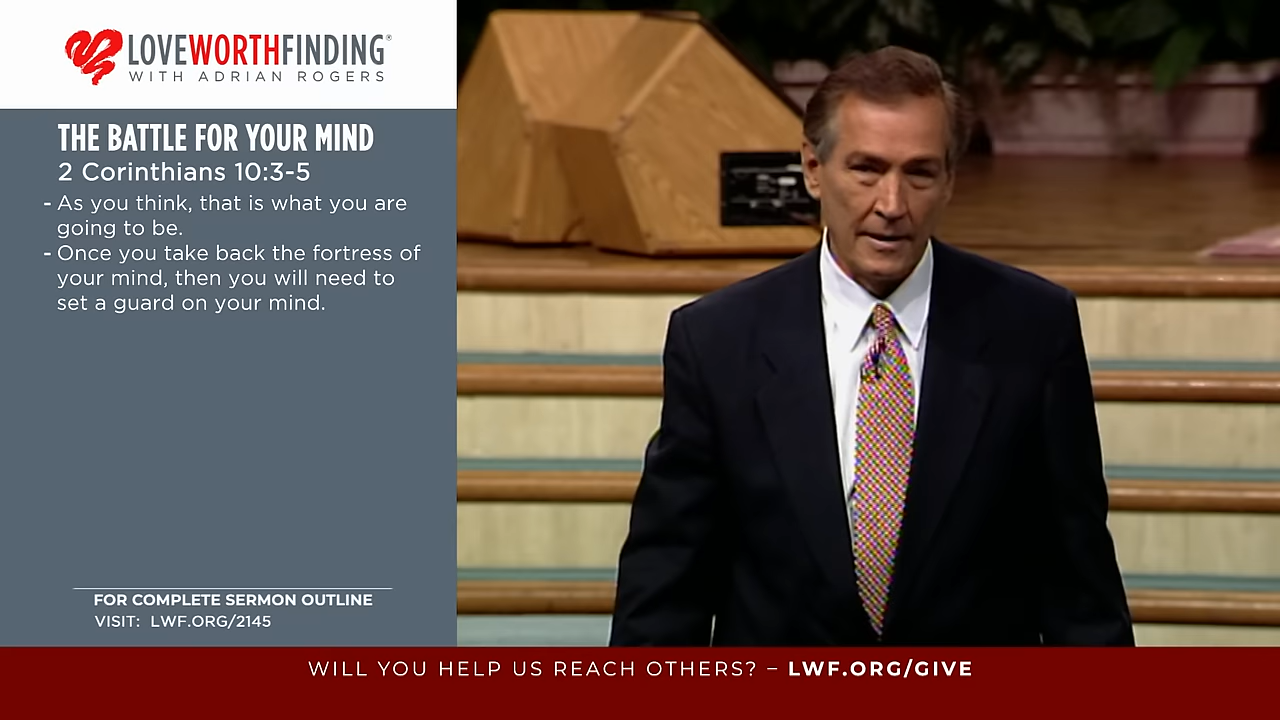 LOVEWORTHFINDING®
WITH ADRIAN ROGERS
THE BATTLE FOR YOUR MIND
2 Corinthians 10:3-5
- As you think, that is what you are
going to be.
- Once you take back the fortress of
your mind, then you will need to
set a guard on your mind.
FOR COMPLETE SERMON OUTLINE
VISIT: LWF.ORG/2145
WILL YOU HELP US REACH OTHERS? – LWF.ORG/GIVE